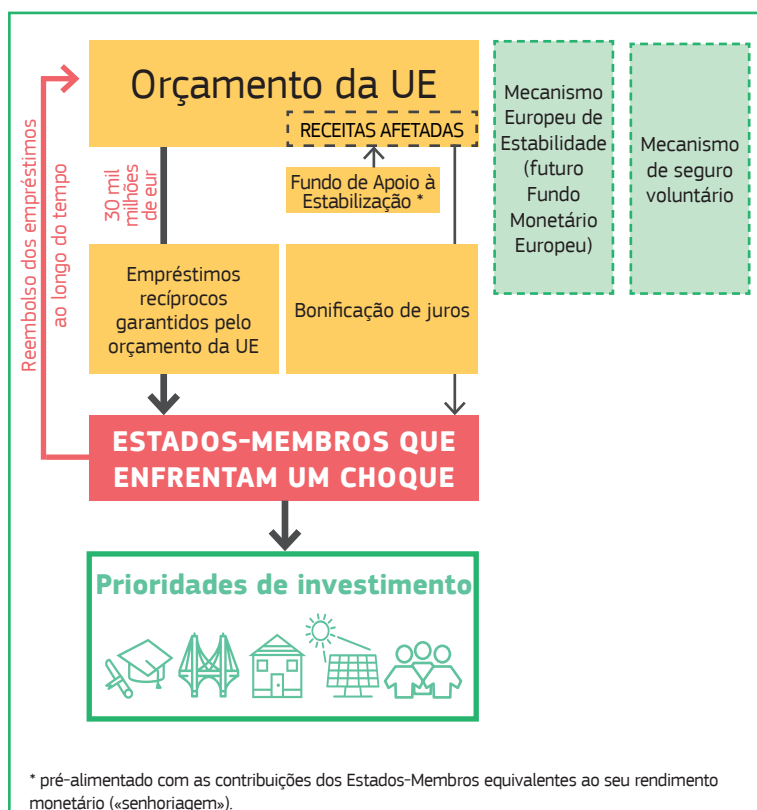 Orçamento da UE
RECEITAS AFETADAS
Fundo de Apoio à
Estabilização *
30 mil
milhões
de eur
Reembolso dos empréstimos
ao longo do tempo
Empréstimos
recíprocos
garantidos pelo
orçamento da UE
Bonificação de juros
Mecanismo
Europeu de
Estabilidade
(futuro
Fundo
Monetário
Europeu)
Mecanismo
de seguro
voluntário
ESTADOS-MEMBROS QUE
ENFRENTAM UM CHOQUE
Prioridades de investimento
* pré-alimentado com as contribuições dos Estados-Membros equivalentes ao seu rendimento
monetário («senhoriagem»).